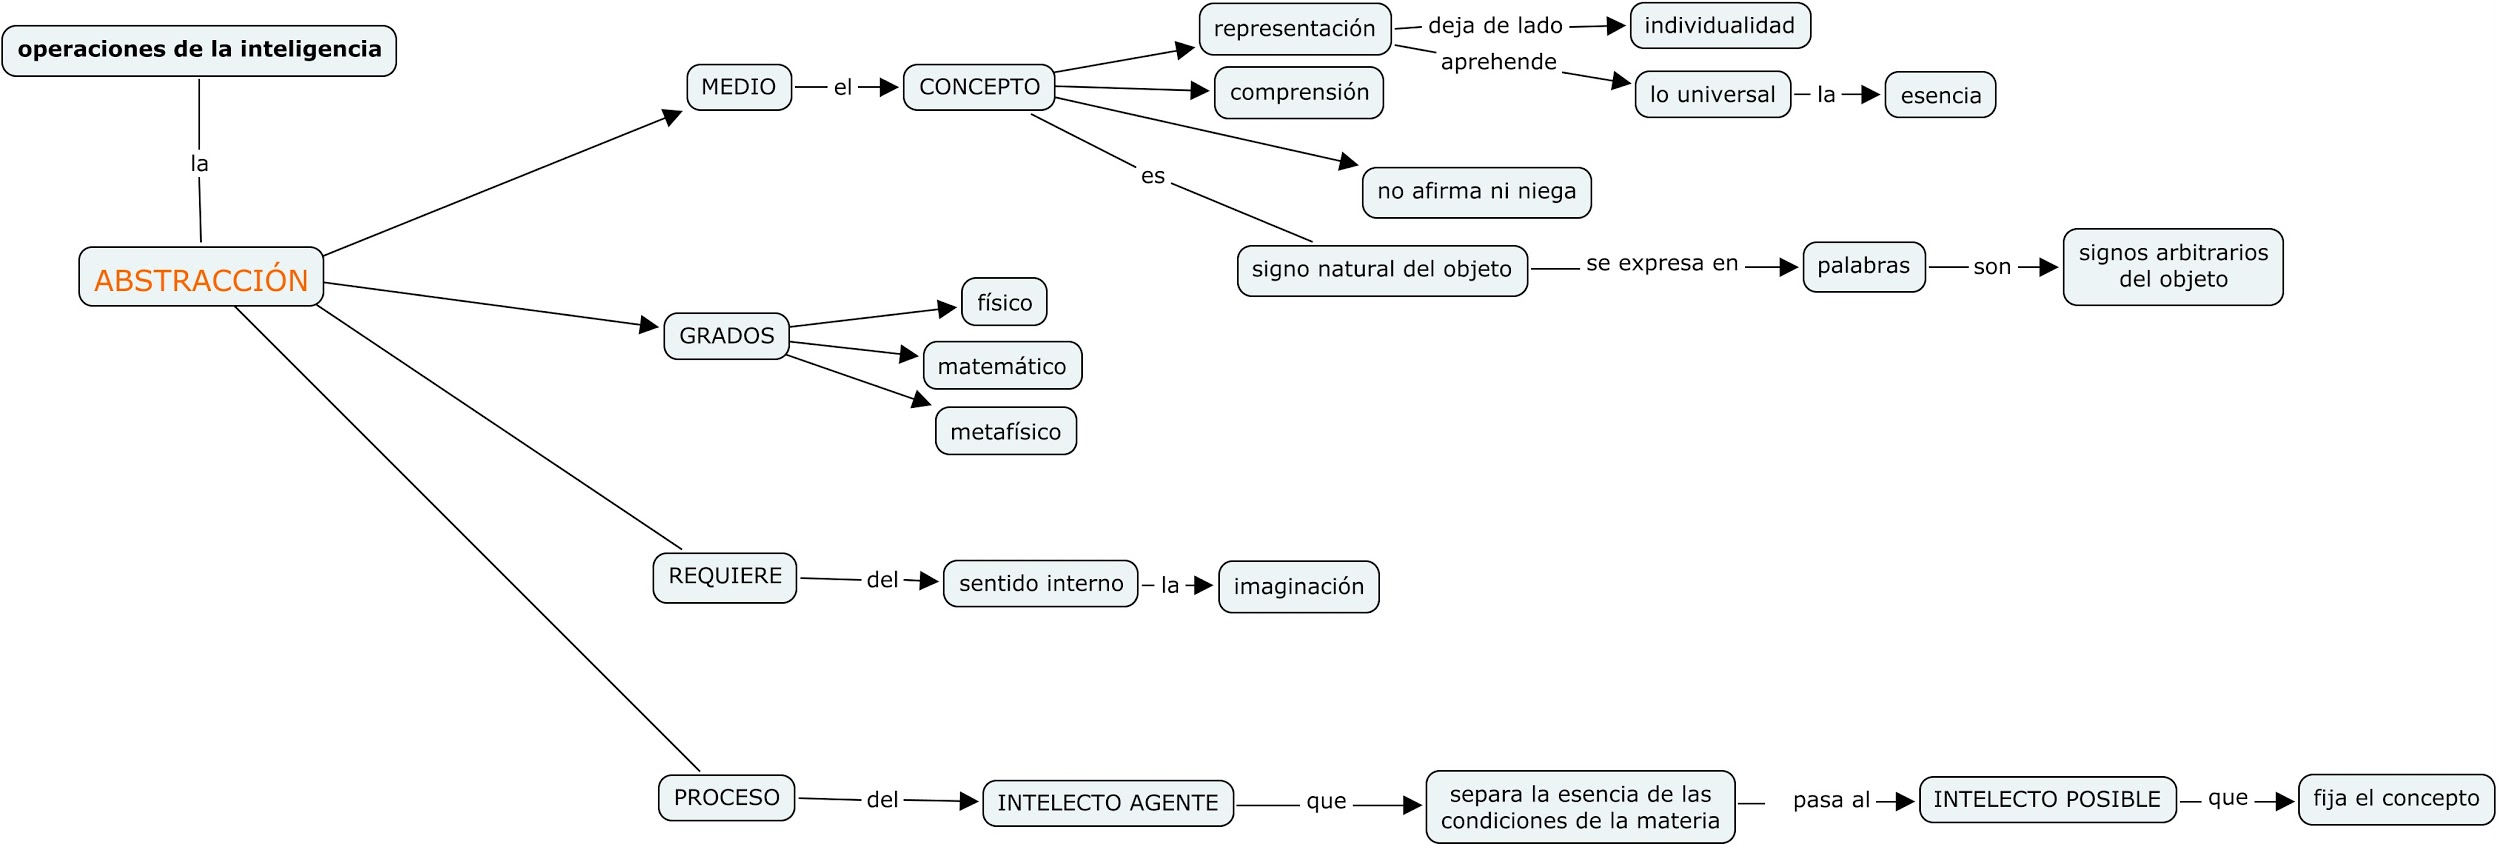 operaciones de la inteligencia
la
ABSTRACCIÓN
MEDIO
el
CONCEPTO
representación
deja de lado
individualidad
aprehende
lo universal
la
esencia
comprensión
no afirma ni niega
es
signo natural del objeto
se expresa en
palabras
son
signos arbitrarios
del objeto
GRADOS
físico
matemático
metafísico
REQUIERE
del
sentido interno
la
imaginación
PROCESO
del
INTELECTO AGENTE
que
separa la esencia de las
condiciones de la materia
pasa al
INTELECTO POSIBLE
que
fija el concepto